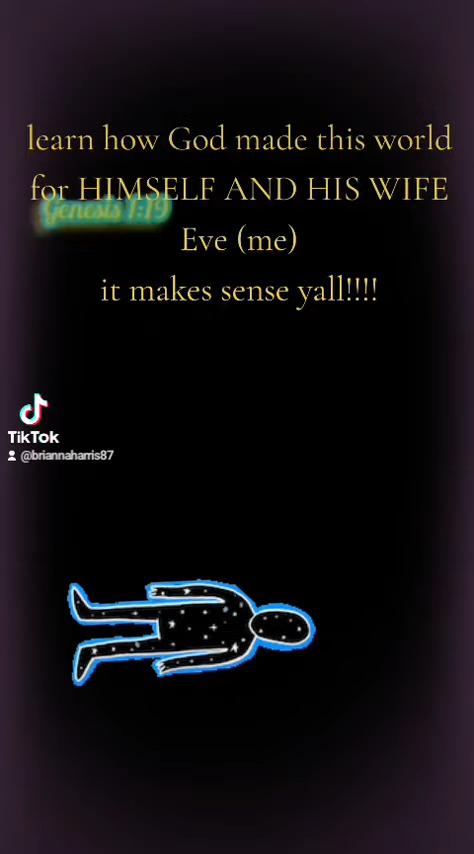 learn how God made this world
for HIMSELF AND HIS WIFE
Genesis 1:19
Eve (me)
it makes sense yall!!!!
TikTok
@briannaharris87